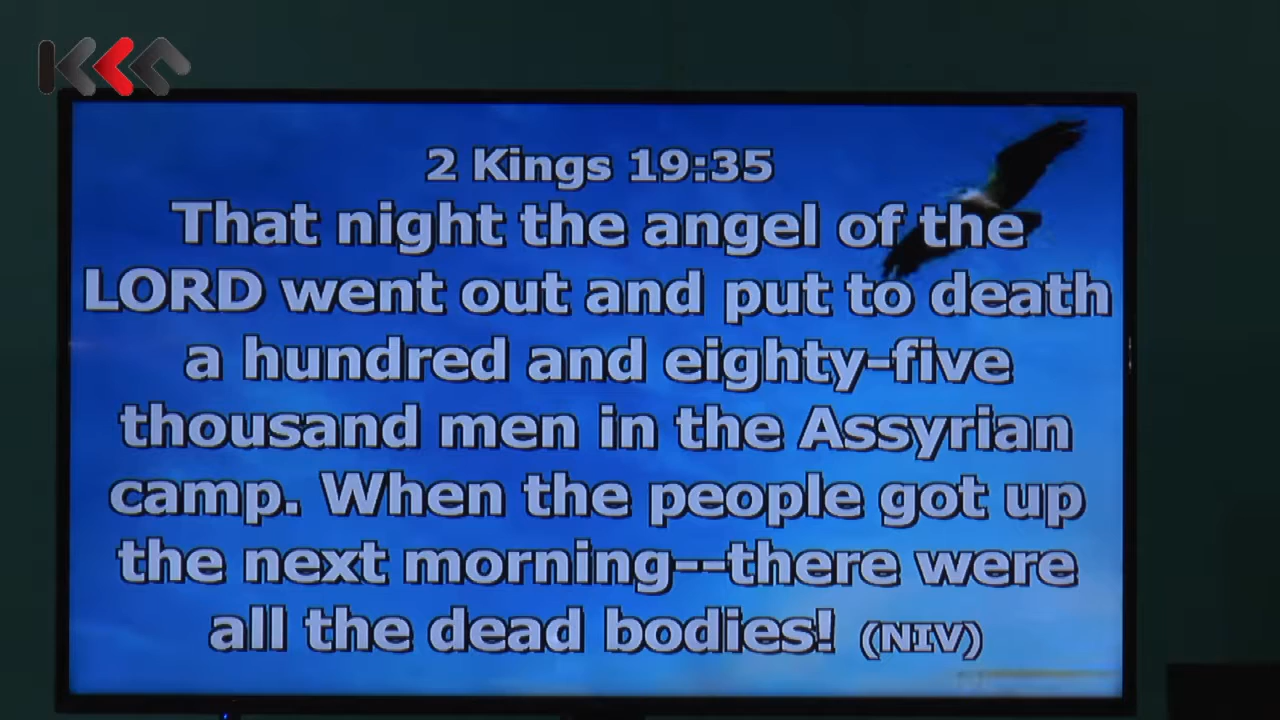 KCC
2 Kings 19:35
That night the angel of the
LORD went out and put to death
a hundred and eighty-five
thousand men in the Assyrian
camp. When the people got up
the next morning--there were
all the dead bodies! (NIV)